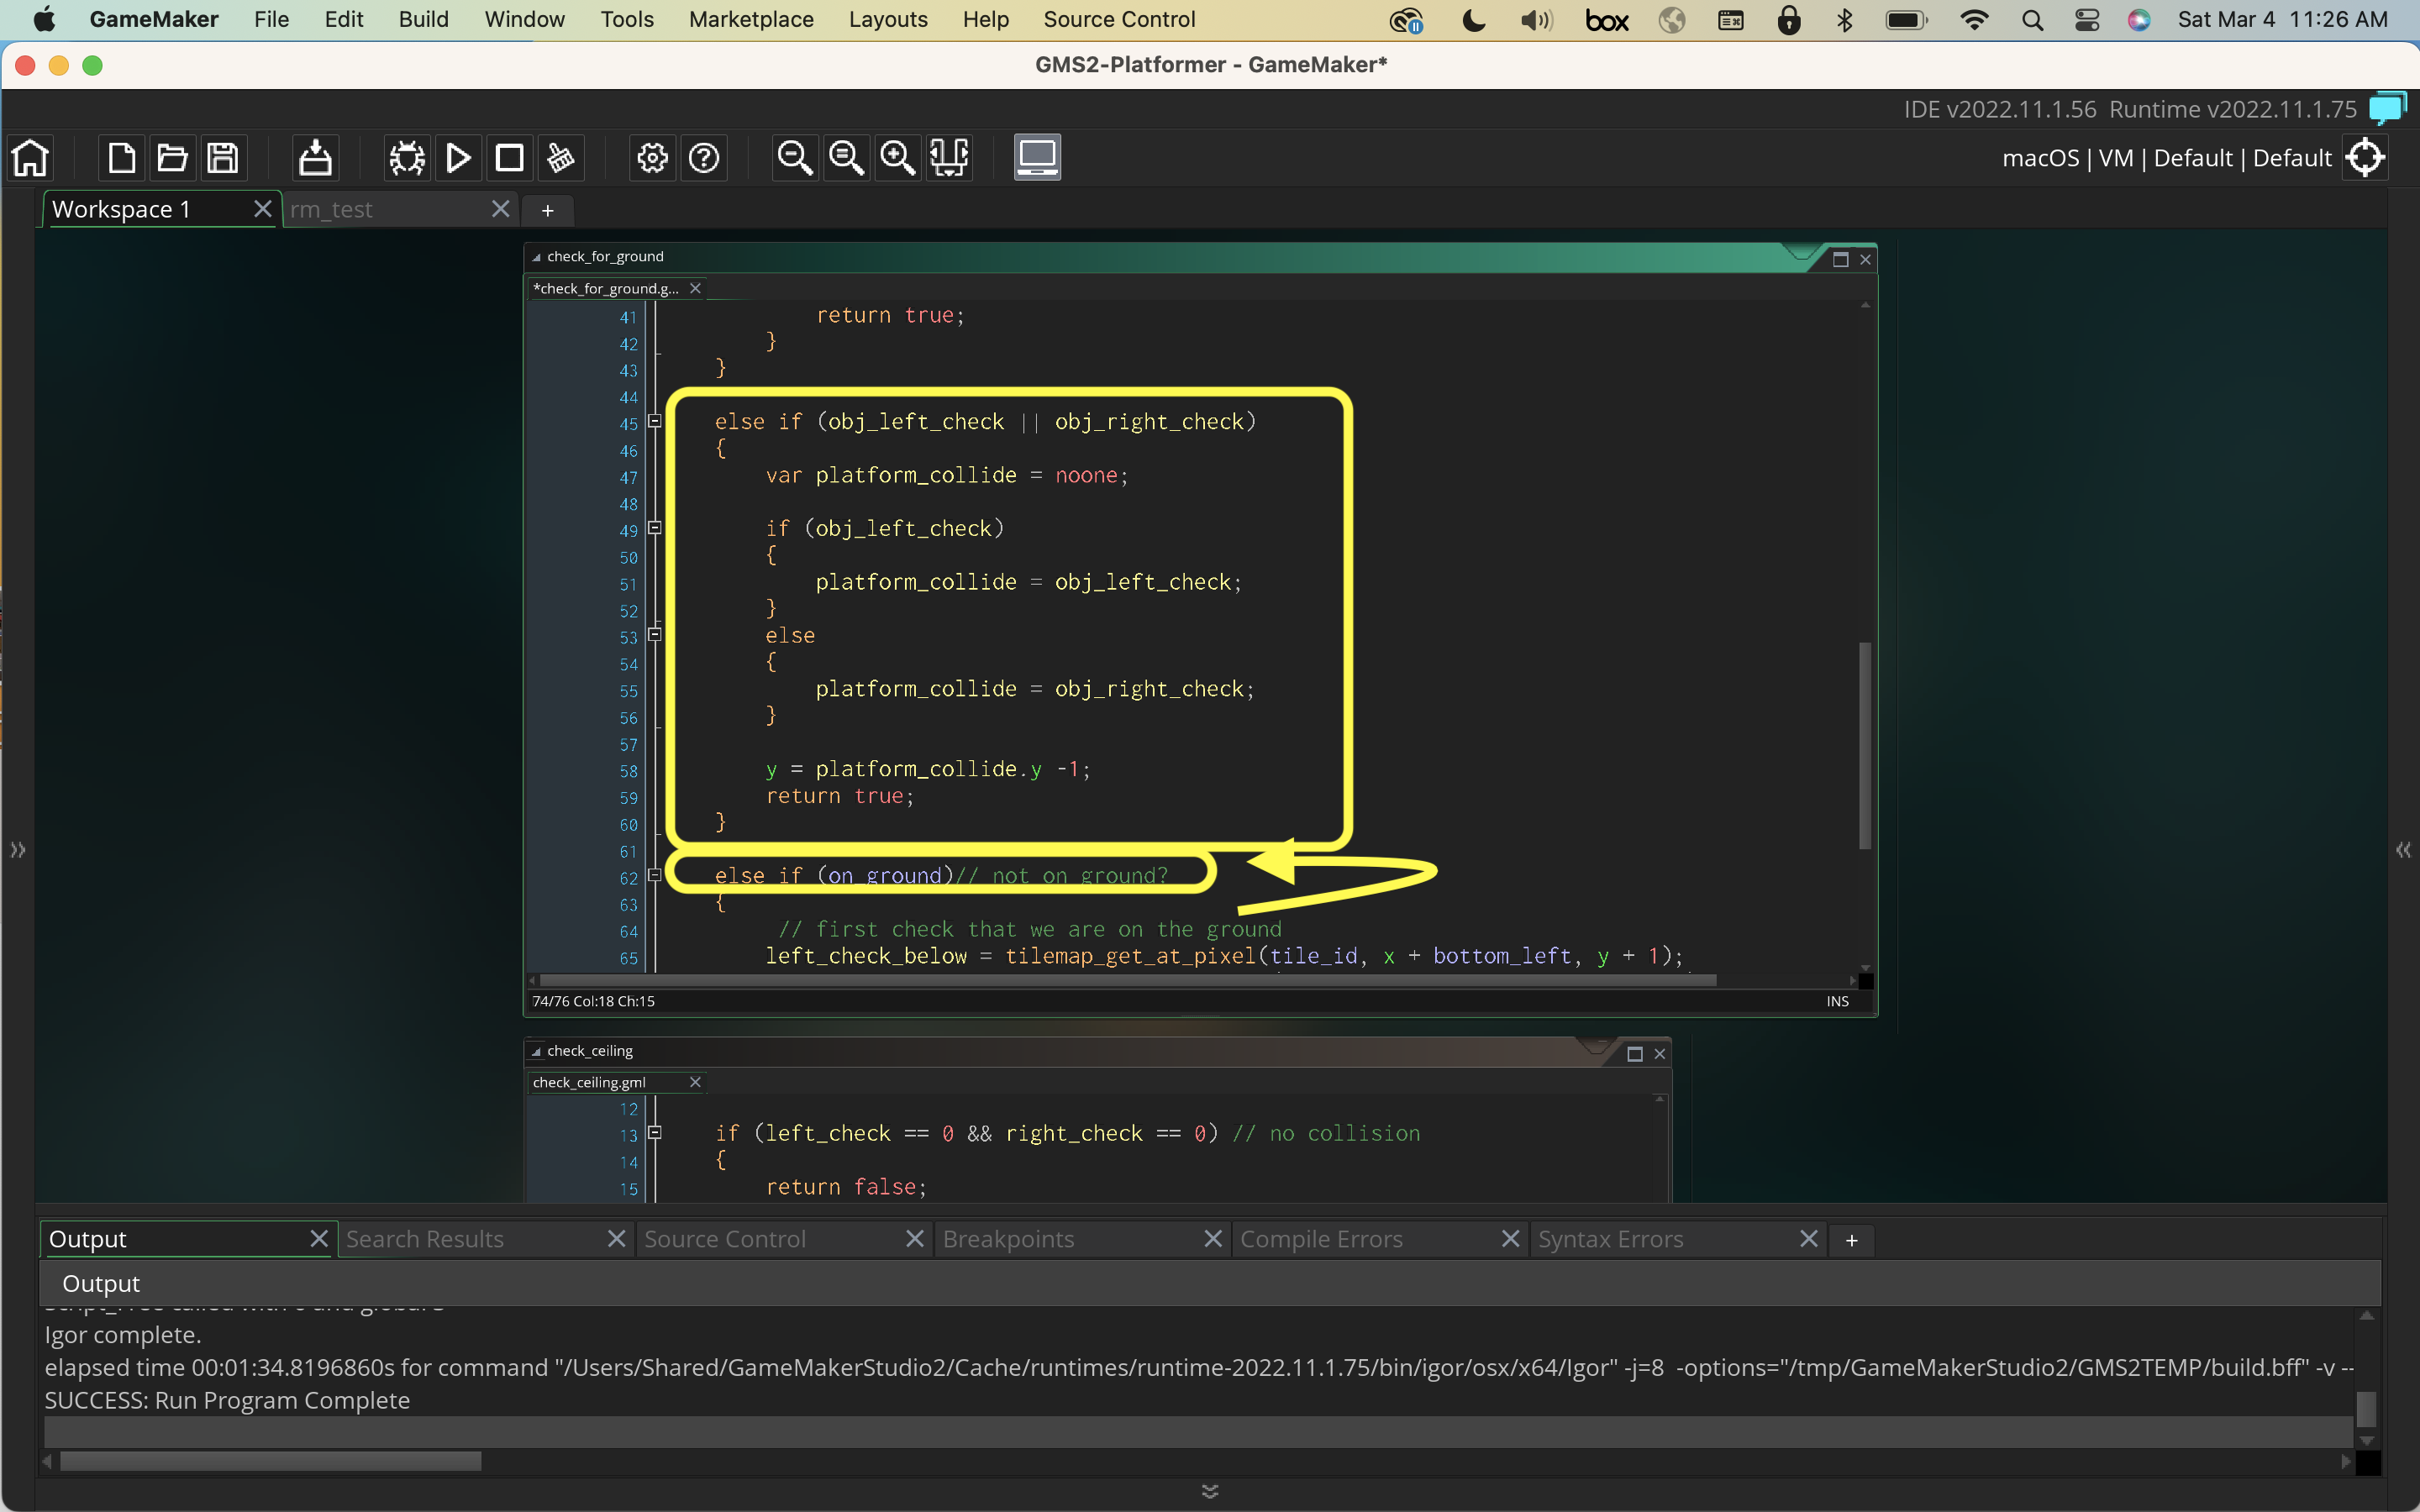 GameMaker File Edit Build Window Tools Marketplace Layouts Help Source Control box Sat Mar 4 11:26 AM
GMS2-Platformer - GameMaker*
IDE v2022.11.1.56 Runtime v2022.11.1.75
macOS | VM | Default | Default
Workspace 1 rm_test +
check_for_ground
*check_for_ground.g...
41 return true;
42 }
43 }
44
45 else if (obj_left_check || obj_right_check)
46 {
47 var platform_collide = noone;
48
49 if (obj_left_check)
50 {
51 platform_collide = obj_left_check;
52 }
53 else
54 {
55 platform_collide = obj_right_check;
56 }
57
58 y = platform_collide.y -1;
59 return true;
60 }
61
62 else if (on_ground)// not on ground?
63 {
64 // first check that we are on the ground
65 left_check_below = tilemap_get_at_pixel(tile_id, x + bottom_left, y + 1);
74/76 Col:18 Ch:15 INS
check_ceiling
check_ceiling.gml
12
13 if (left_check == 0 && right_check == 0) // no collision
14 {
15 return false;
Output Search Results Source Control Breakpoints Compile Errors Syntax Errors +
Output
Igor complete.
elapsed time 00:01:34.8196860s for command "/Users/Shared/GameMakerStudio2/Cache/runtimes/runtime-2022.11.1.75/bin/igor/osx/x64/Igor" -j=8 -options="/tmp/GameMakerStudio2/GMS2TEMP/build.bff" -v --
SUCCESS: Run Program Complete